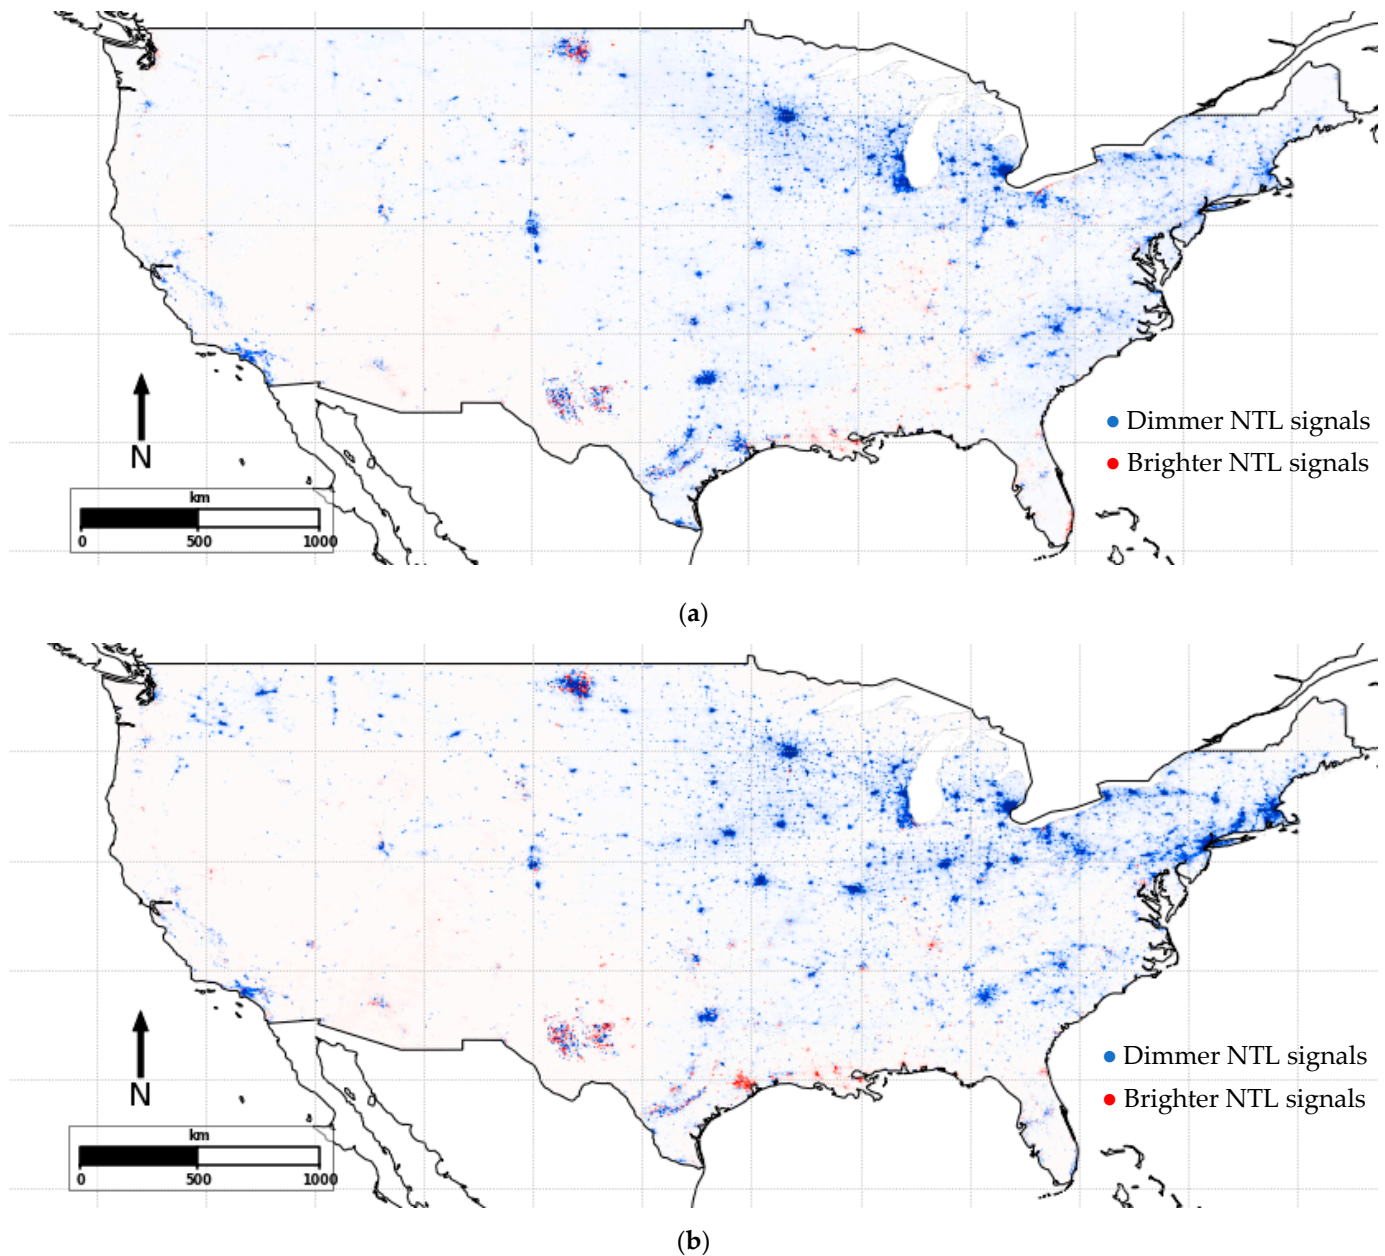 ● Dimmer NTL signals
● Brighter NTL signals
N
km
0 500 1000
(a)
● Dimmer NTL signals
● Brighter NTL signals
N
km
0 500 1000
(b)